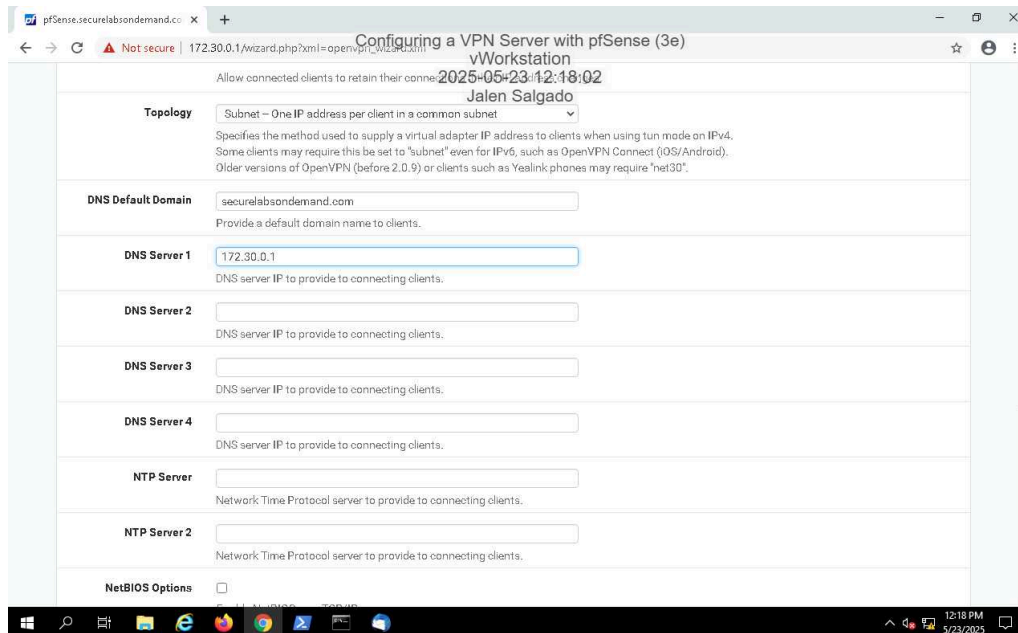 pfSense.securelabsondemand.co
Not secure | 172.30.0.1/wizard.php?xml=openvpn_wizard.xml
Configuring a VPN Server with pfSense (3e)
vWorkstation
2025-05-23 12:18:02
Jalen Salgado
Allow connected clients to retain their
Topology
Subnet – One IP address per client in a common subnet
Specifies the method used to supply a virtual adapter IP address to clients when using tun mode on IPv4.
Some clients may require this be set to "subnet" even for IPv6, such as OpenVPN Connect (iOS/Android).
Older versions of OpenVPN (before 2.0.9) or clients such as Yealink phones may require "net30".
DNS Default Domain
securelabsondemand.com
Provide a default domain name to clients.
DNS Server 1
172.30.0.1
DNS server IP to provide to connecting clients.
DNS Server 2
DNS server IP to provide to connecting clients.
DNS Server 3
DNS server IP to provide to connecting clients.
DNS Server 4
DNS server IP to provide to connecting clients.
NTP Server
Network Time Protocol server to provide to connecting clients.
NTP Server 2
Network Time Protocol server to provide to connecting clients.
NetBIOS Options
12:18 PM
5/23/2025